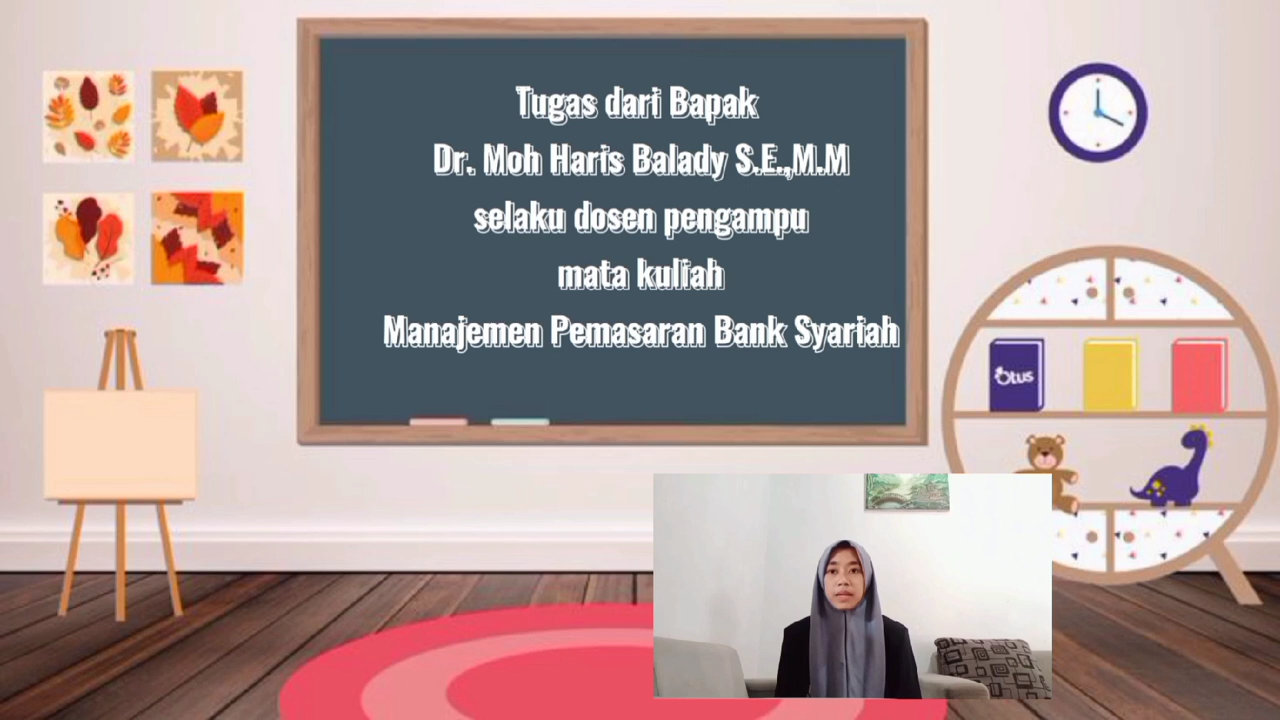 Tugas dari Bapak
Dr. Moh Haris Balady S.E.,M.M
selaku dosen pengampu
mata kuliah
Manajemen Pemasaran Bank Syariah
Otus